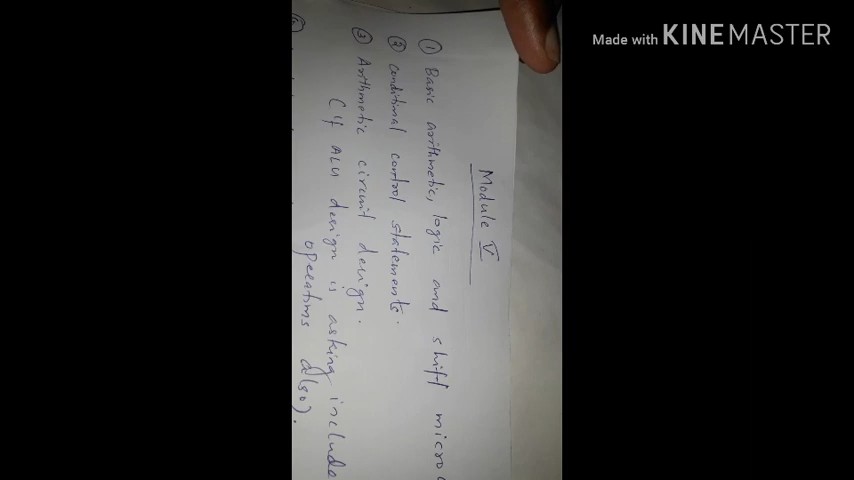 Made with KINEMASTER
Module V
① Basic arithmetic, logic and shift micro
② Conditional control statements.
③ Arithmetic circuit design.
(if ALU design is asking include
operations also).